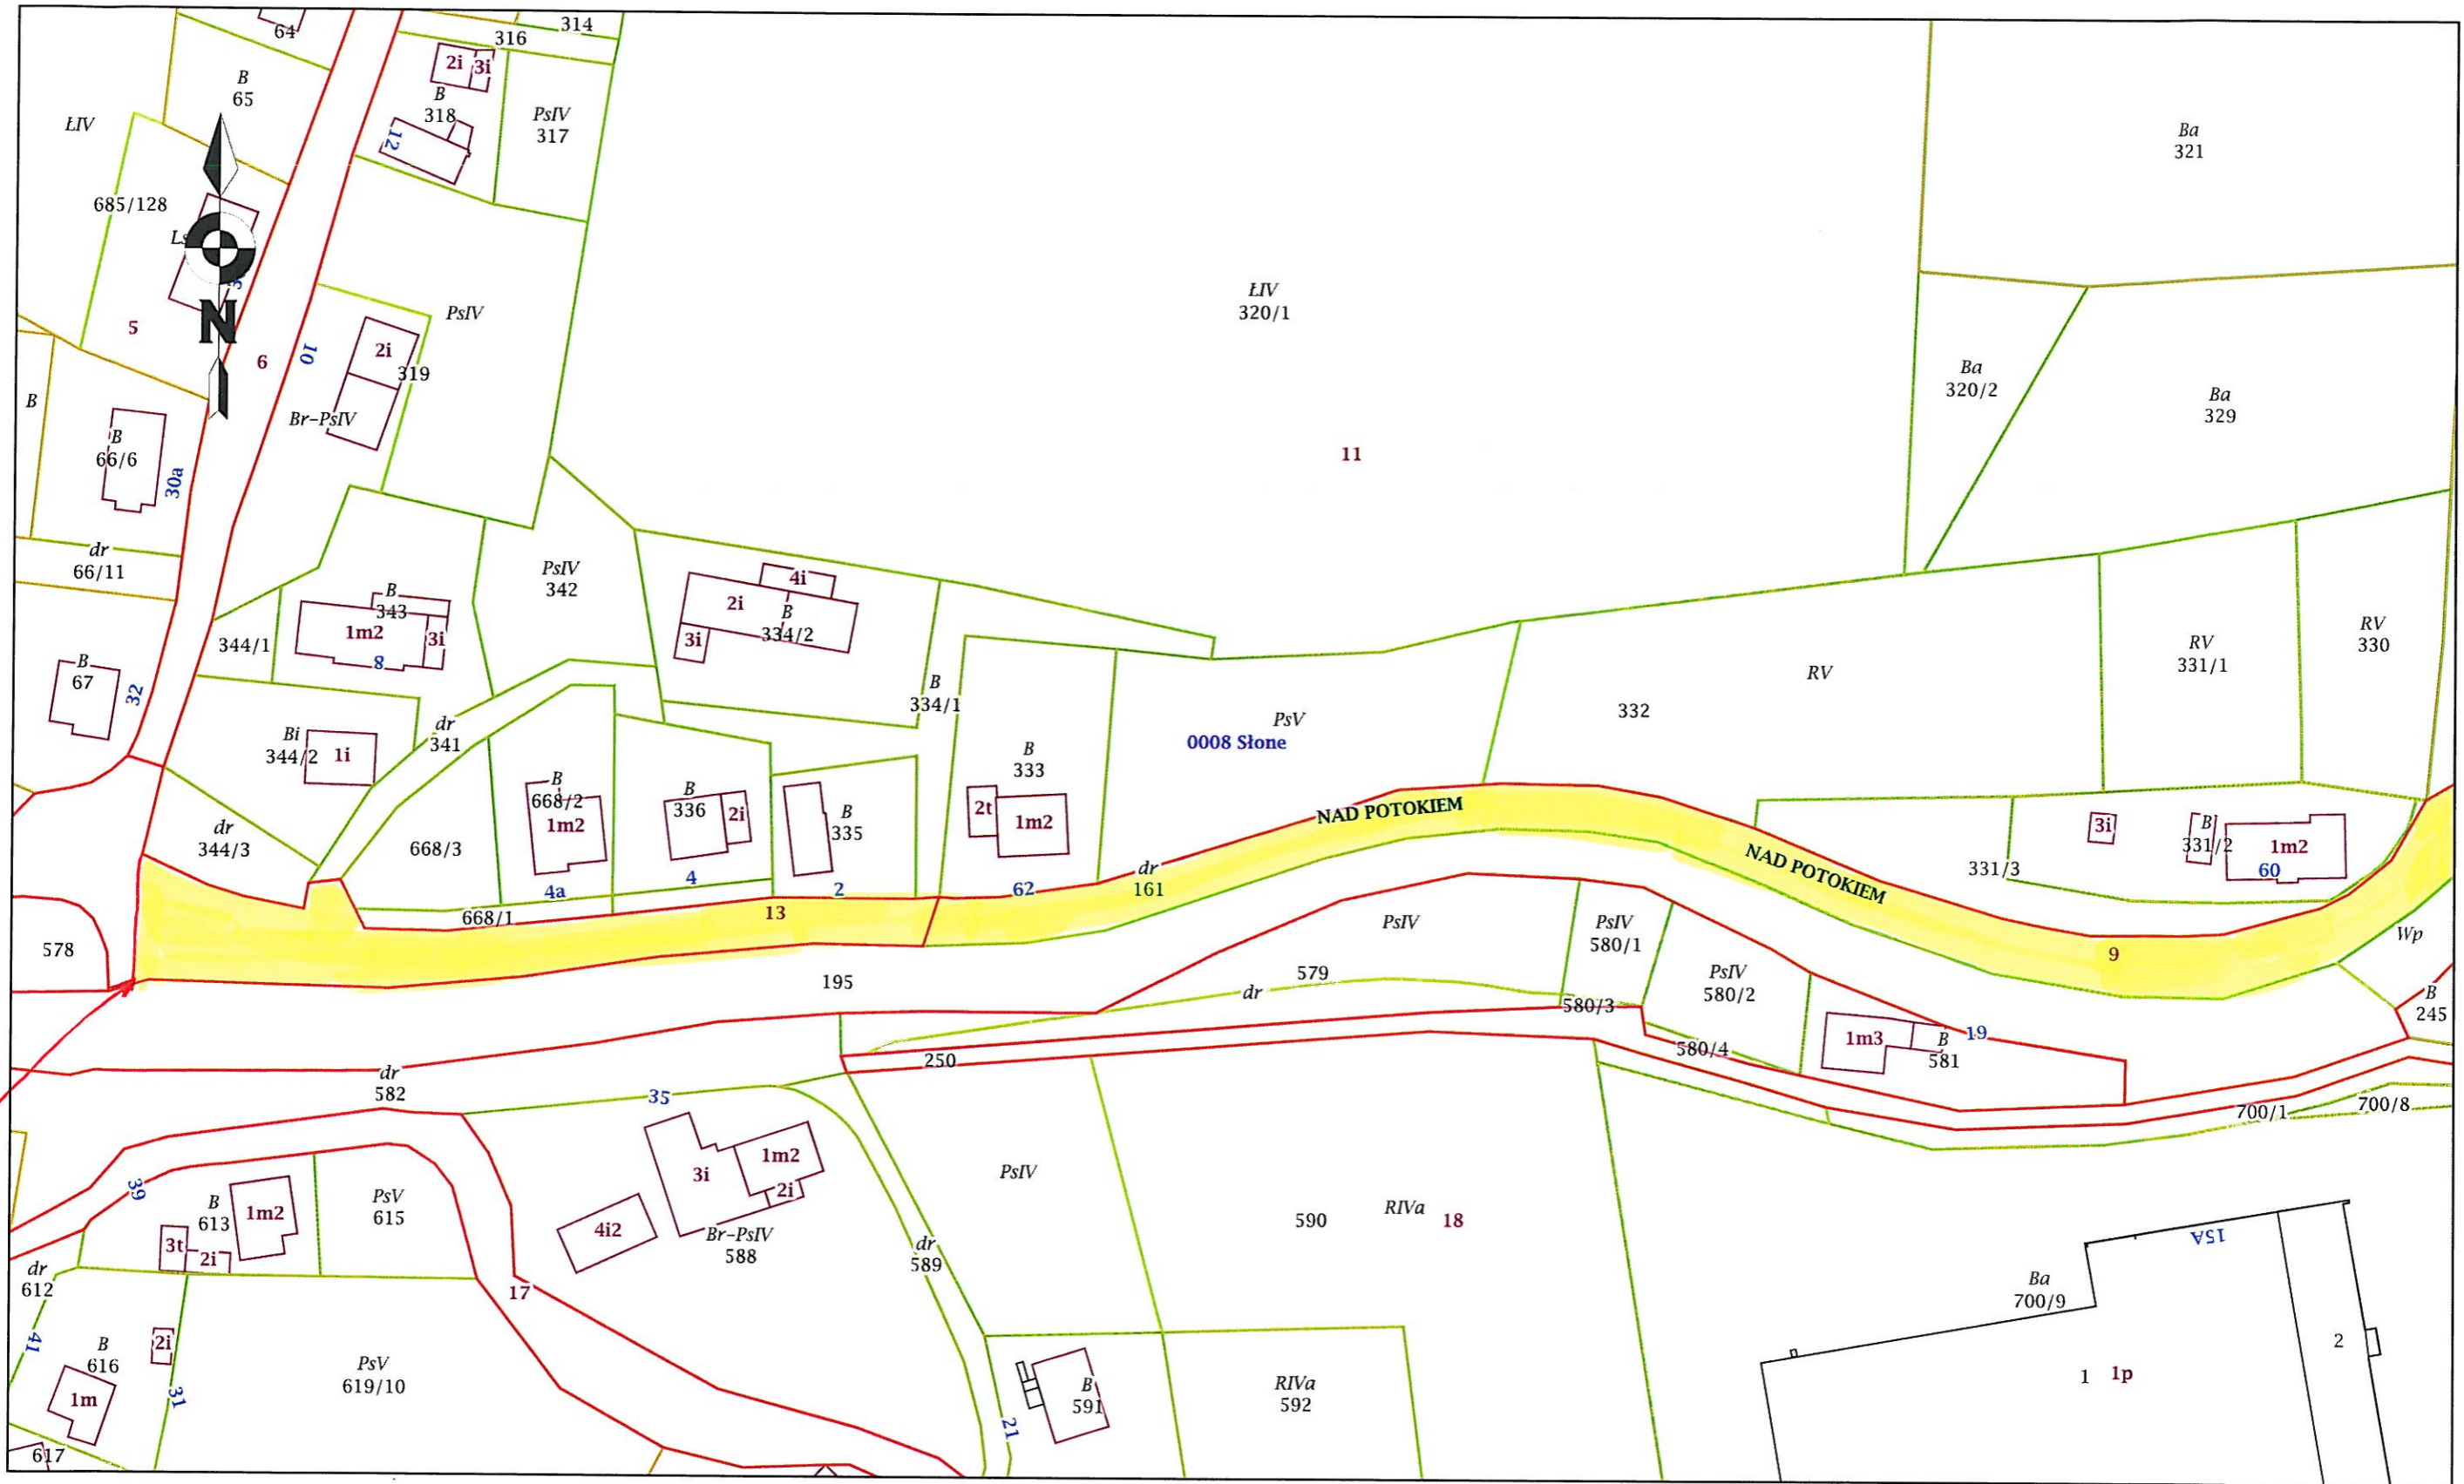 64
314
316
2i 3i
B
65
B
318
PsIV
317
ŁIV
12
Ba
321
685/128
Ls
3
N
5
6
10
PsIV
2i
319
Br-PsIV
ŁIV
320/1
11
Ba
320/2
Ba
329
B
B
66/6
30a
dr
66/11
B
343
1m2
3i
8
344/1
PsIV
342
4i
2i
B
334/2
3i
B
67
32
B
334/1
Bi
344/2
1i
dr
341
PsV
0008 Słone
332
RV
RV
331/1
RV
330
B
333
2t
1m2
B
668/2
1m2
B
336
2i
B
335
dr
344/3
668/3
4a
4
2
62
dr
161
668/1
13
NAD POTOKIEM
NAD POTOKIEM
3i
B
331/2
1m2
60
331/3
9
Wp
578
195
PsIV
579
dr
PsIV
580/1
PsIV
580/2
580/3
580/4
1m3
B
581
19
B
245
250
dr
582
35
700/1
700/8
39
B
613
1m2
3t
2i
PsV
615
3i
1m2
2i
4i2
Br-PsIV
588
dr
589
PsIV
590
RIVa
18
15A
Ba
700/9
dr
612
17
41
2i
B
616
1m
31
PsV
619/10
B
591
21
RIVa
592
1
1p
2
617